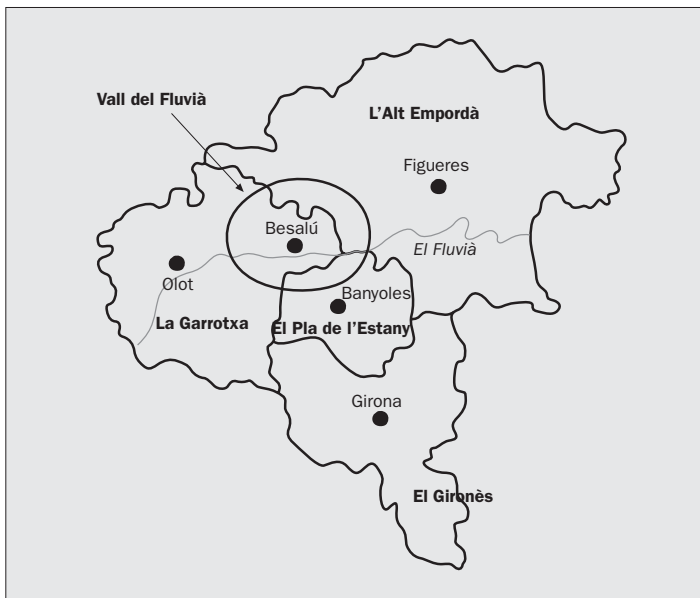 Vall del Fluvià
L'Alt Empordà
Figueres
Besalú
El Fluvià
Olot
Banyoles
La Garrotxa
El Pla de l'Estany
Girona
El Gironès